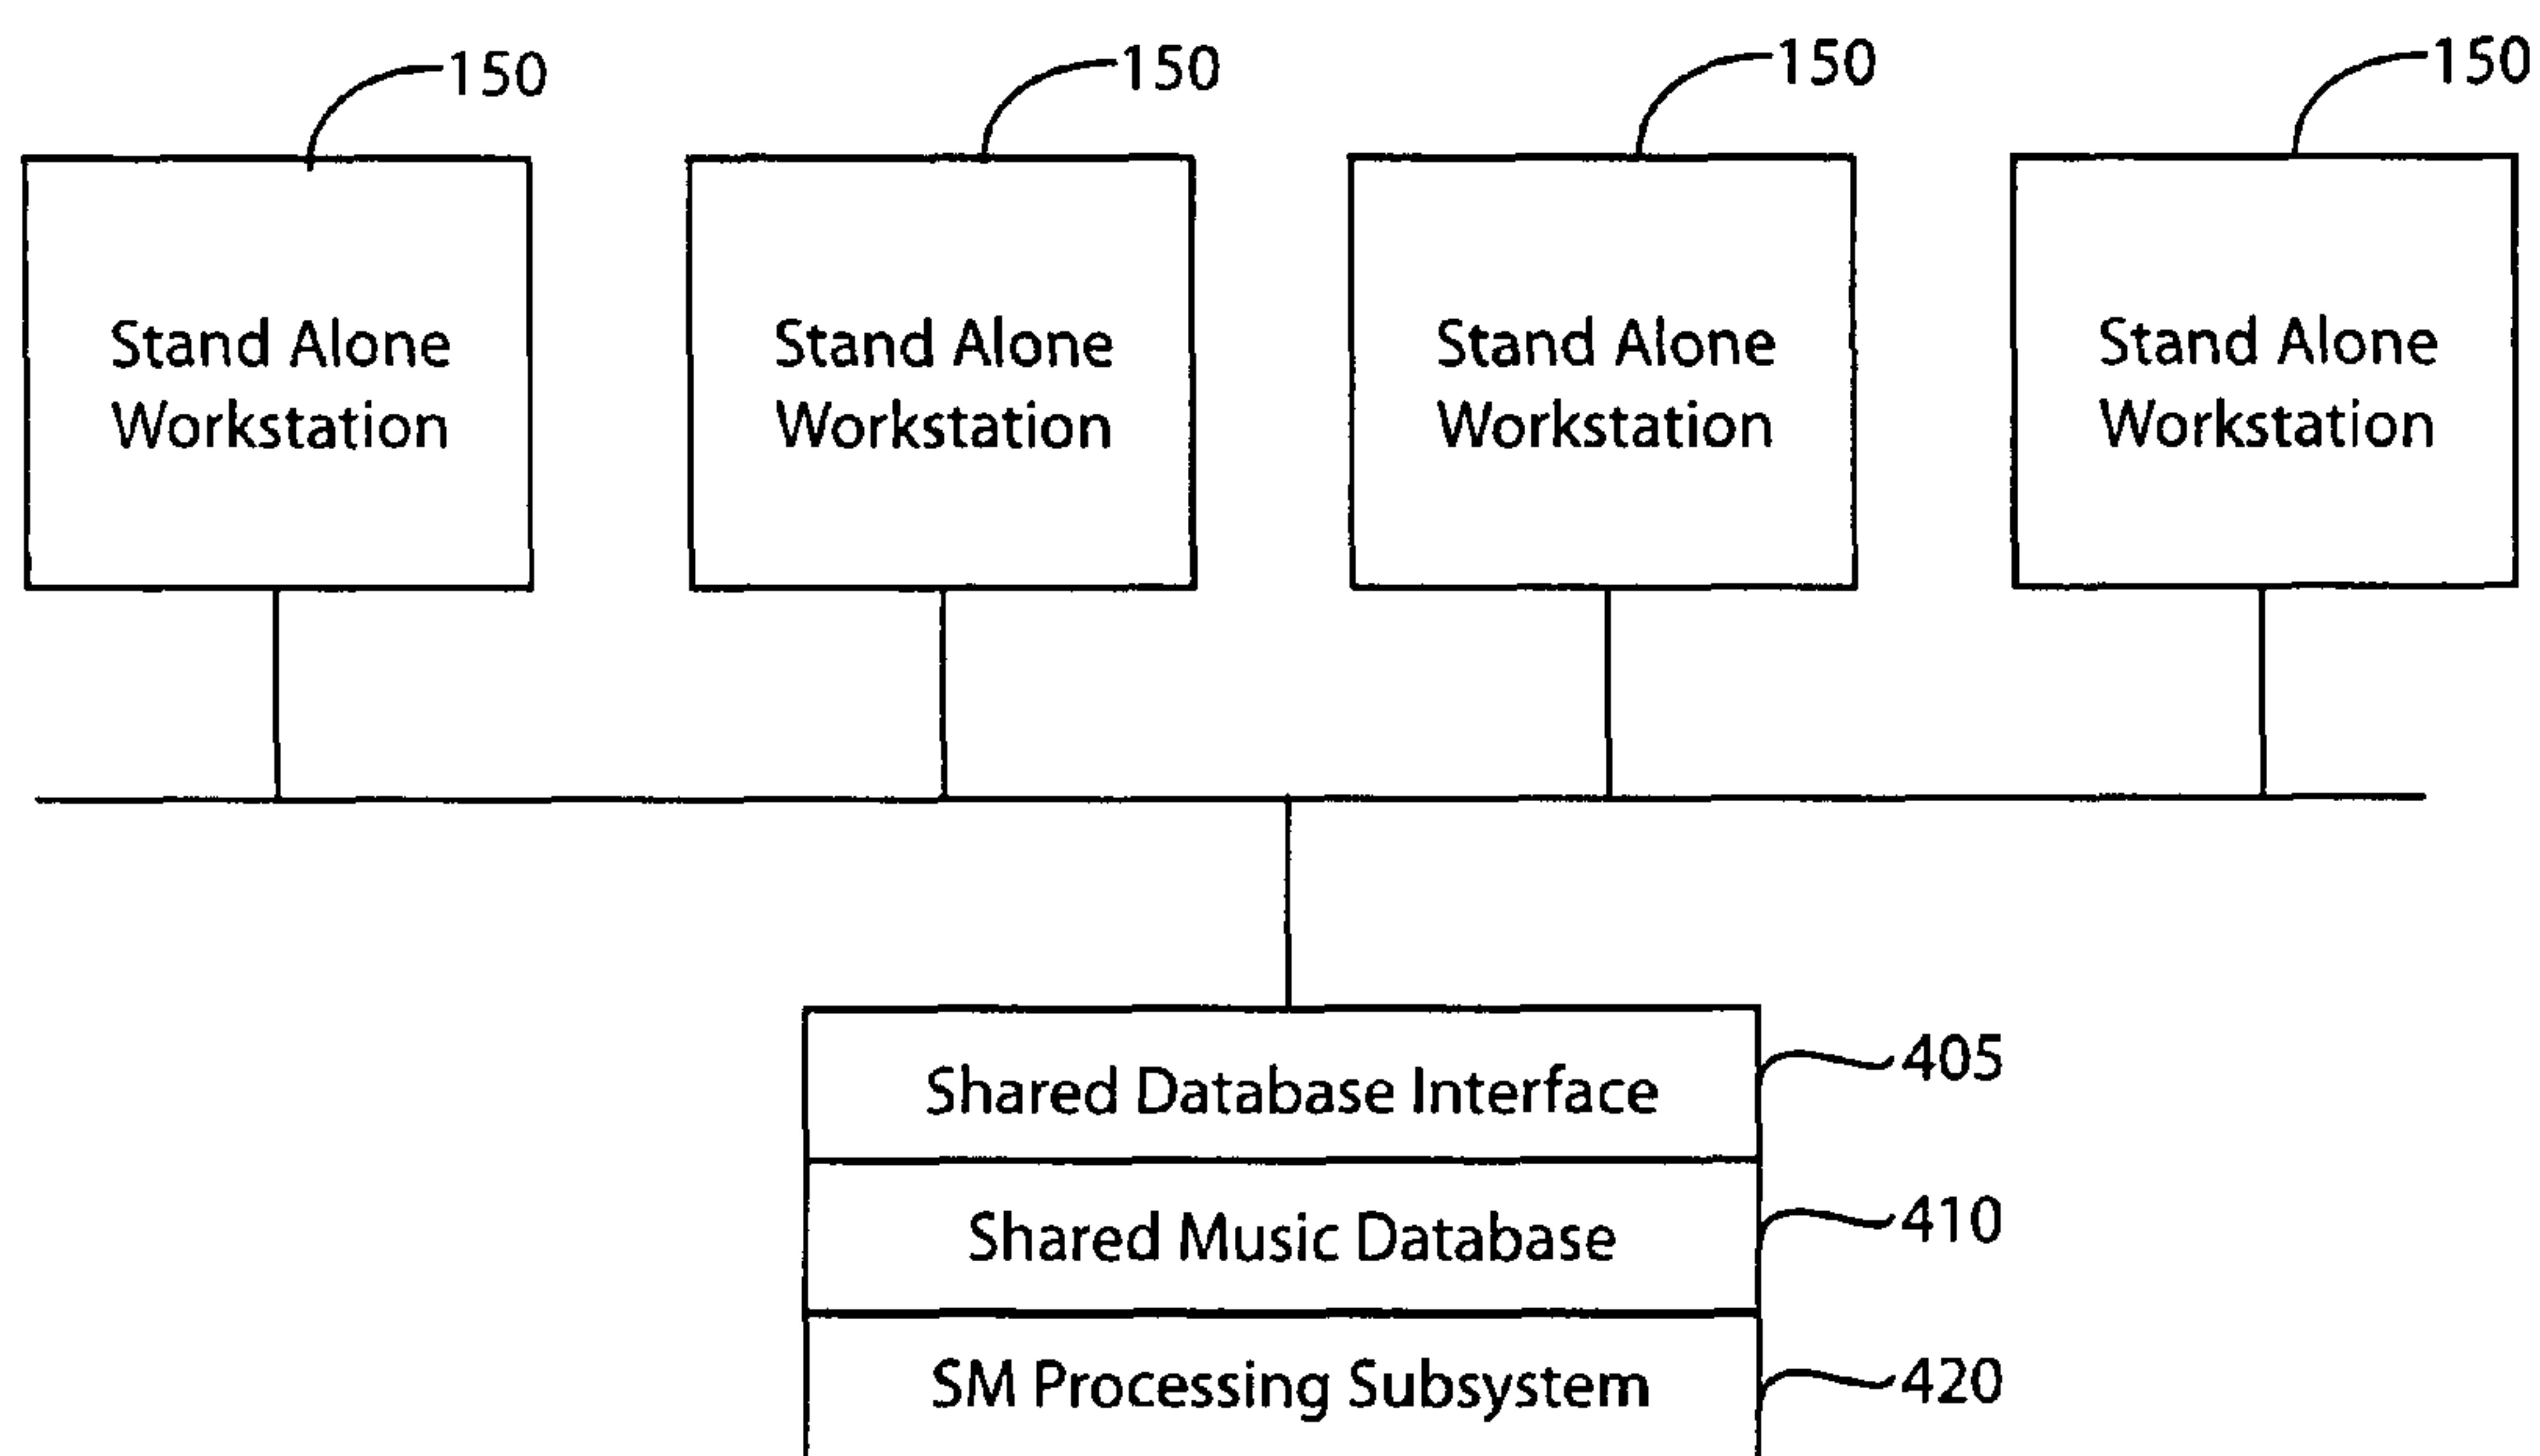 150 150 150 150
Stand Alone Stand Alone Stand Alone Stand Alone
Workstation Workstation Workstation Workstation
Shared Database Interface 405
Shared Music Database 410
SM Processing Subsystem 420